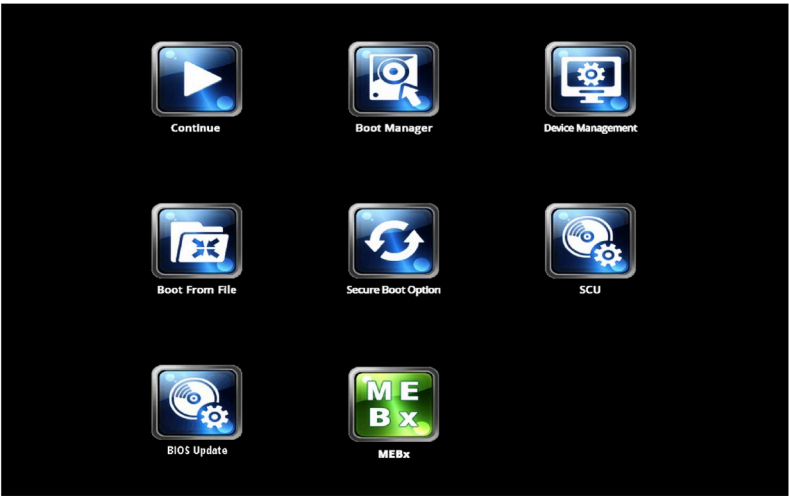 Continue
Boot Manager
Device Management
Boot From File
Secure Boot Option
SCU
BIOS Update
M E
B x
MEBx